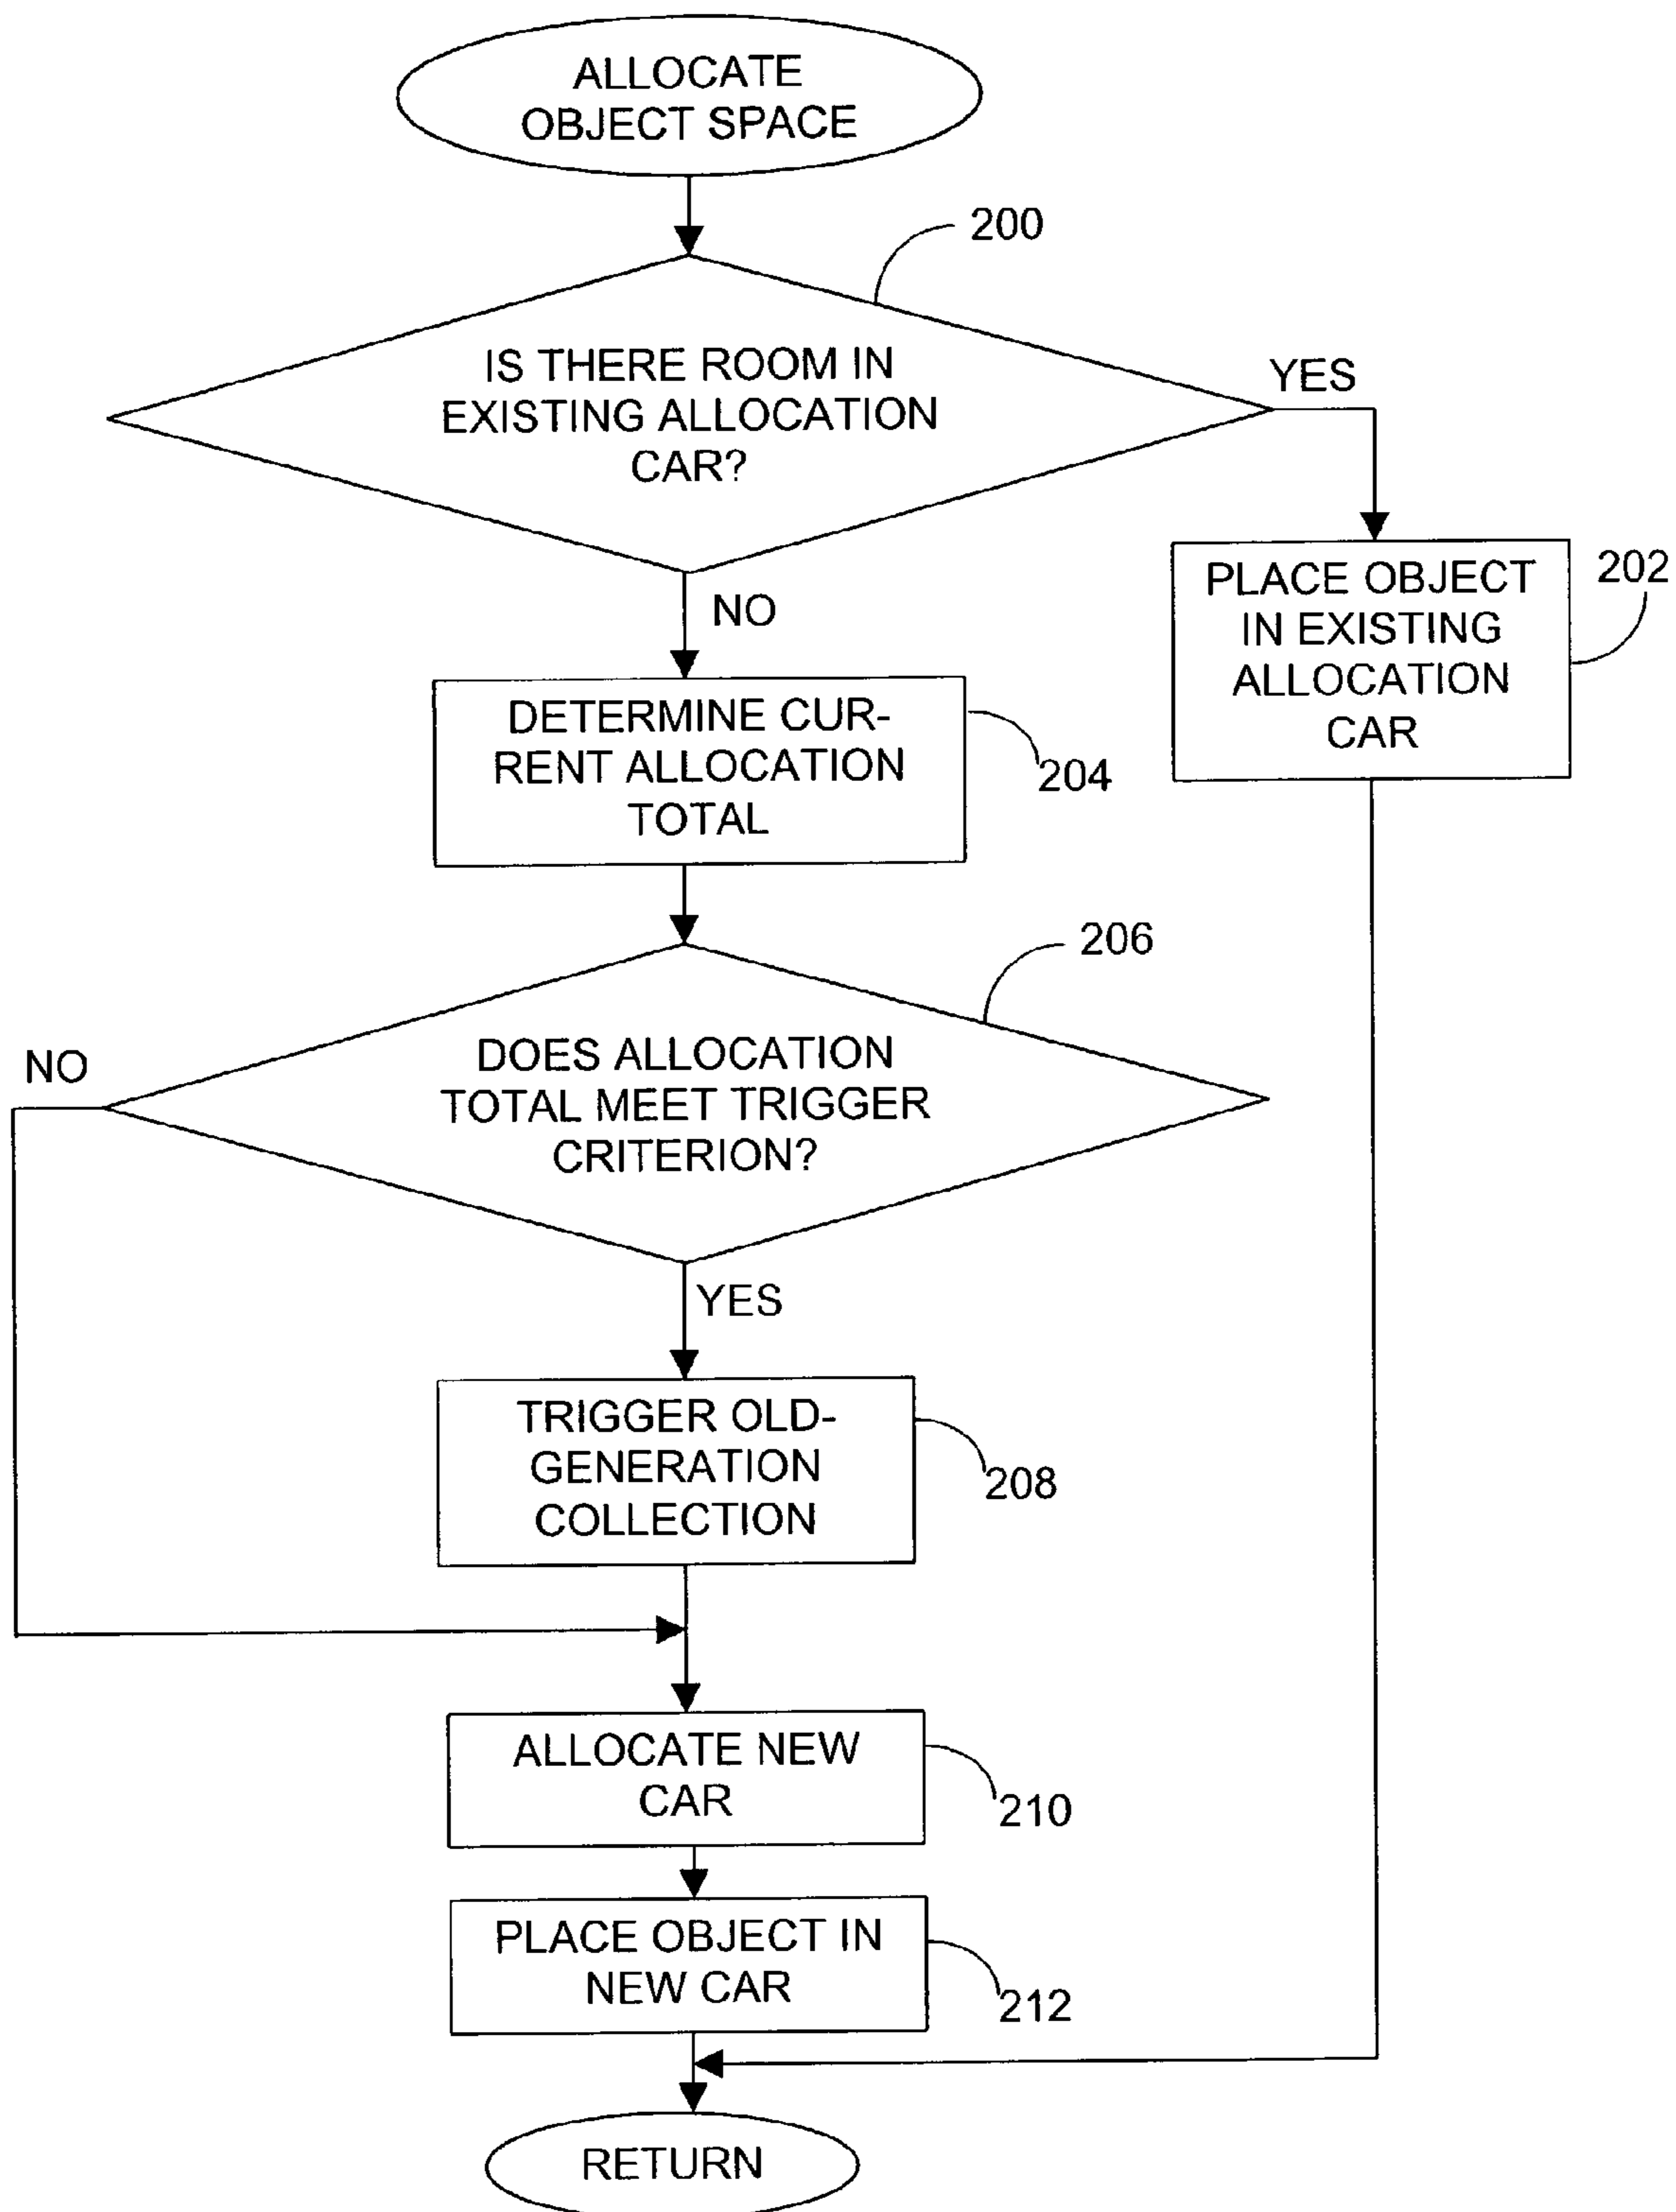 ALLOCATE
OBJECT SPACE
200
IS THERE ROOM IN
EXISTING ALLOCATION
CAR?
YES
NO
PLACE OBJECT
IN EXISTING
ALLOCATION
CAR
202
DETERMINE CUR-
RENT ALLOCATION
TOTAL
204
206
DOES ALLOCATION
TOTAL MEET TRIGGER
CRITERION?
NO
YES
TRIGGER OLD-
GENERATION
COLLECTION
208
ALLOCATE NEW
CAR
210
PLACE OBJECT IN
NEW CAR
212
RETURN